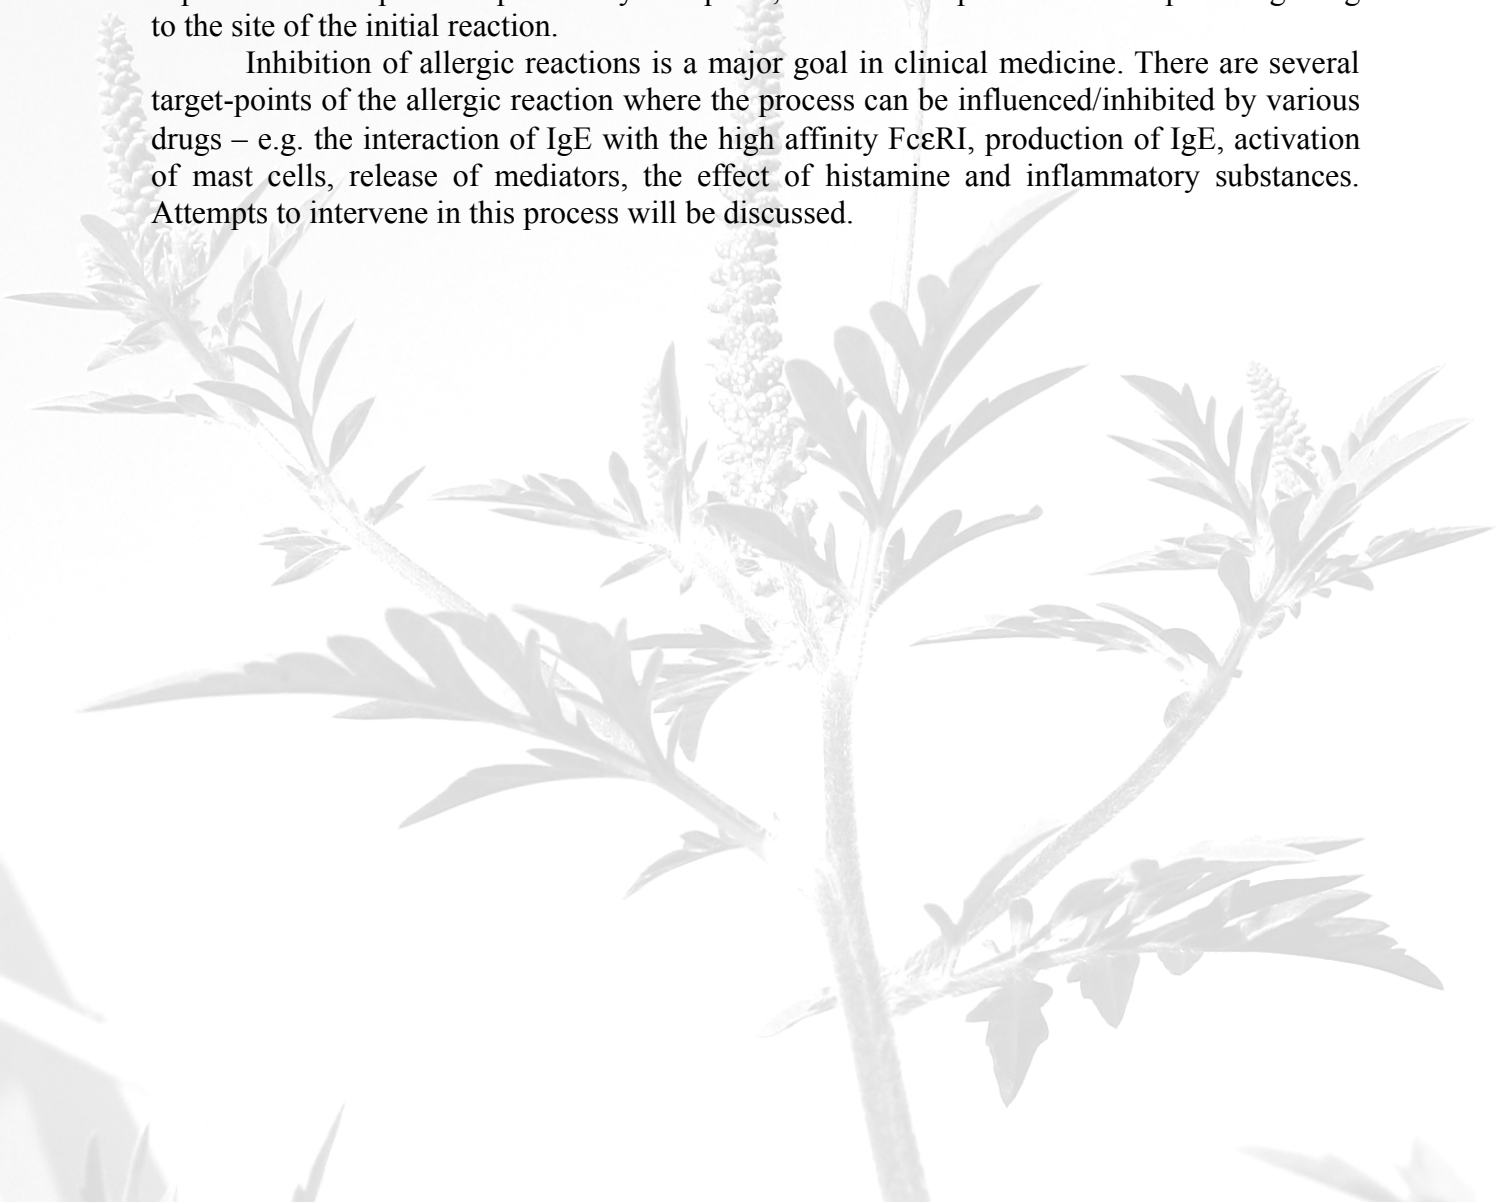 to the site of the initial reaction.
Inhibition of allergic reactions is a major goal in clinical medicine. There are several
target-points of the allergic reaction where the process can be influenced/inhibited by various
drugs – e.g. the interaction of IgE with the high affinity FcεRI, production of IgE, activation
of mast cells, release of mediators, the effect of histamine and inflammatory substances.
Attempts to intervene in this process will be discussed.